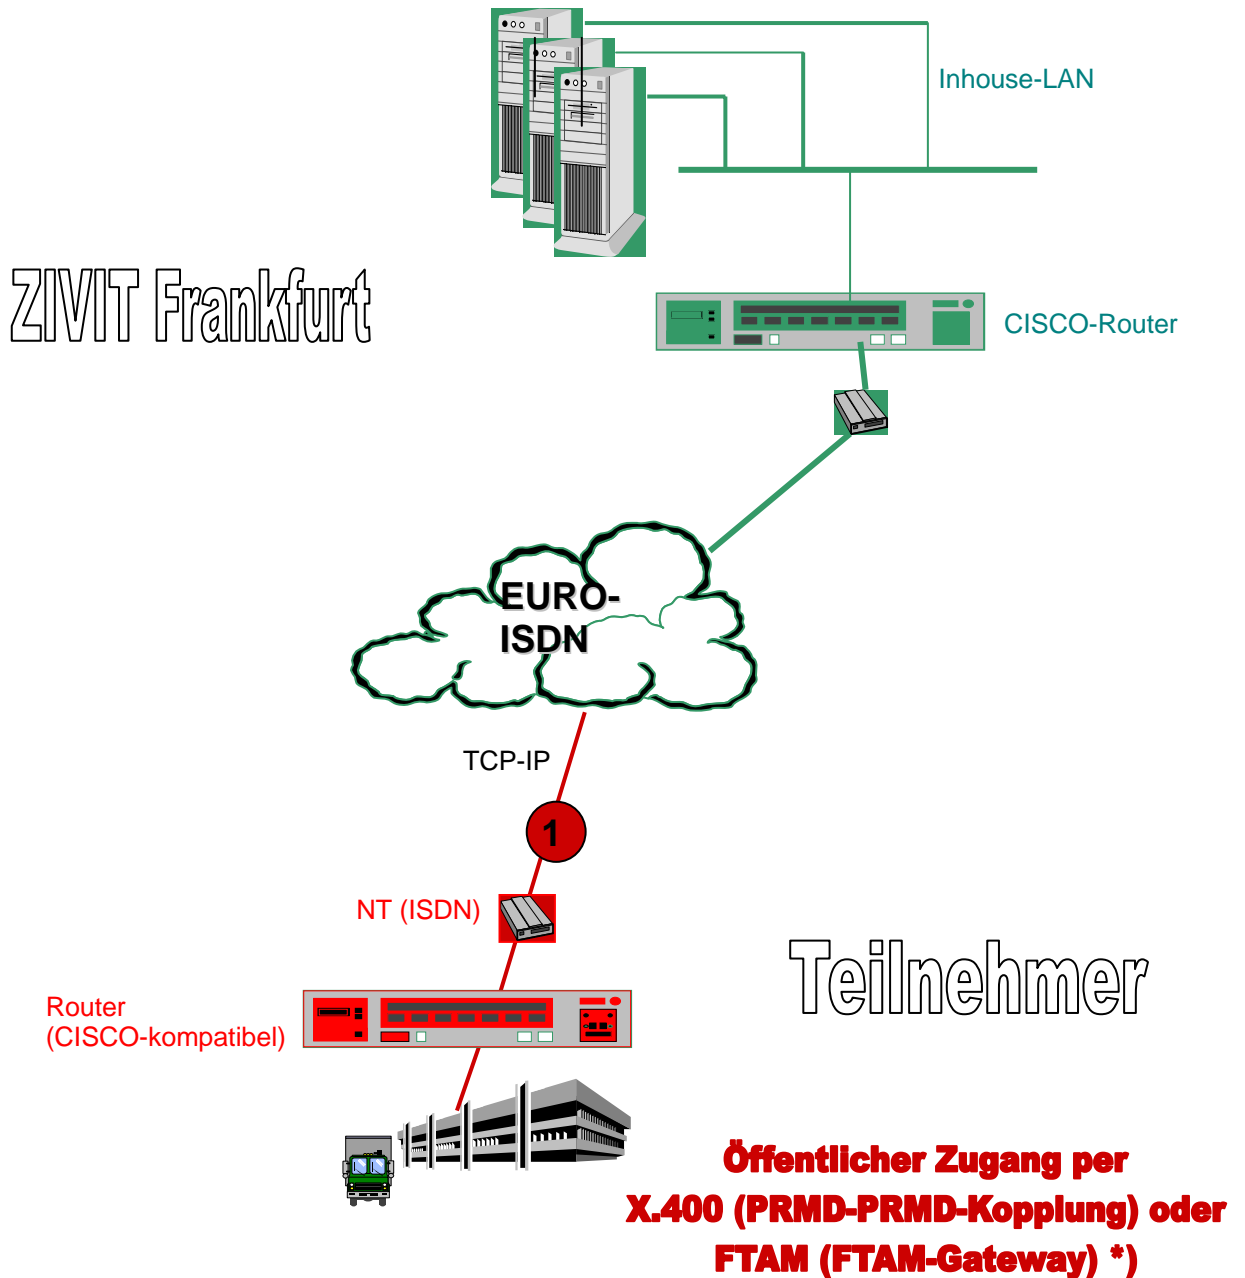 Inhouse-LAN
ZIVIT Frankfurt
CISCO-Router
EURO-
ISDN
TCP-IP
1
NT (ISDN)
Teilnehmer
Router
(CISCO-kompatibel)
Öffentlicher Zugang per
X.400 (PRMD-PRMD-Kopplung) oder
FTAM (FTAM-Gateway) *)